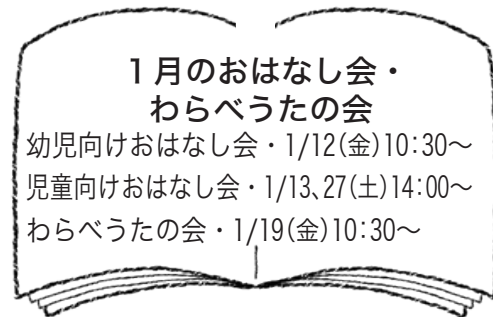 1月のおはなし会・
わらべうたの会
幼児向けおはなし会・1/12(金)10:30〜
児童向けおはなし会・1/13、27(土)14:00〜
わらべうたの会・1/19(金)10:30〜